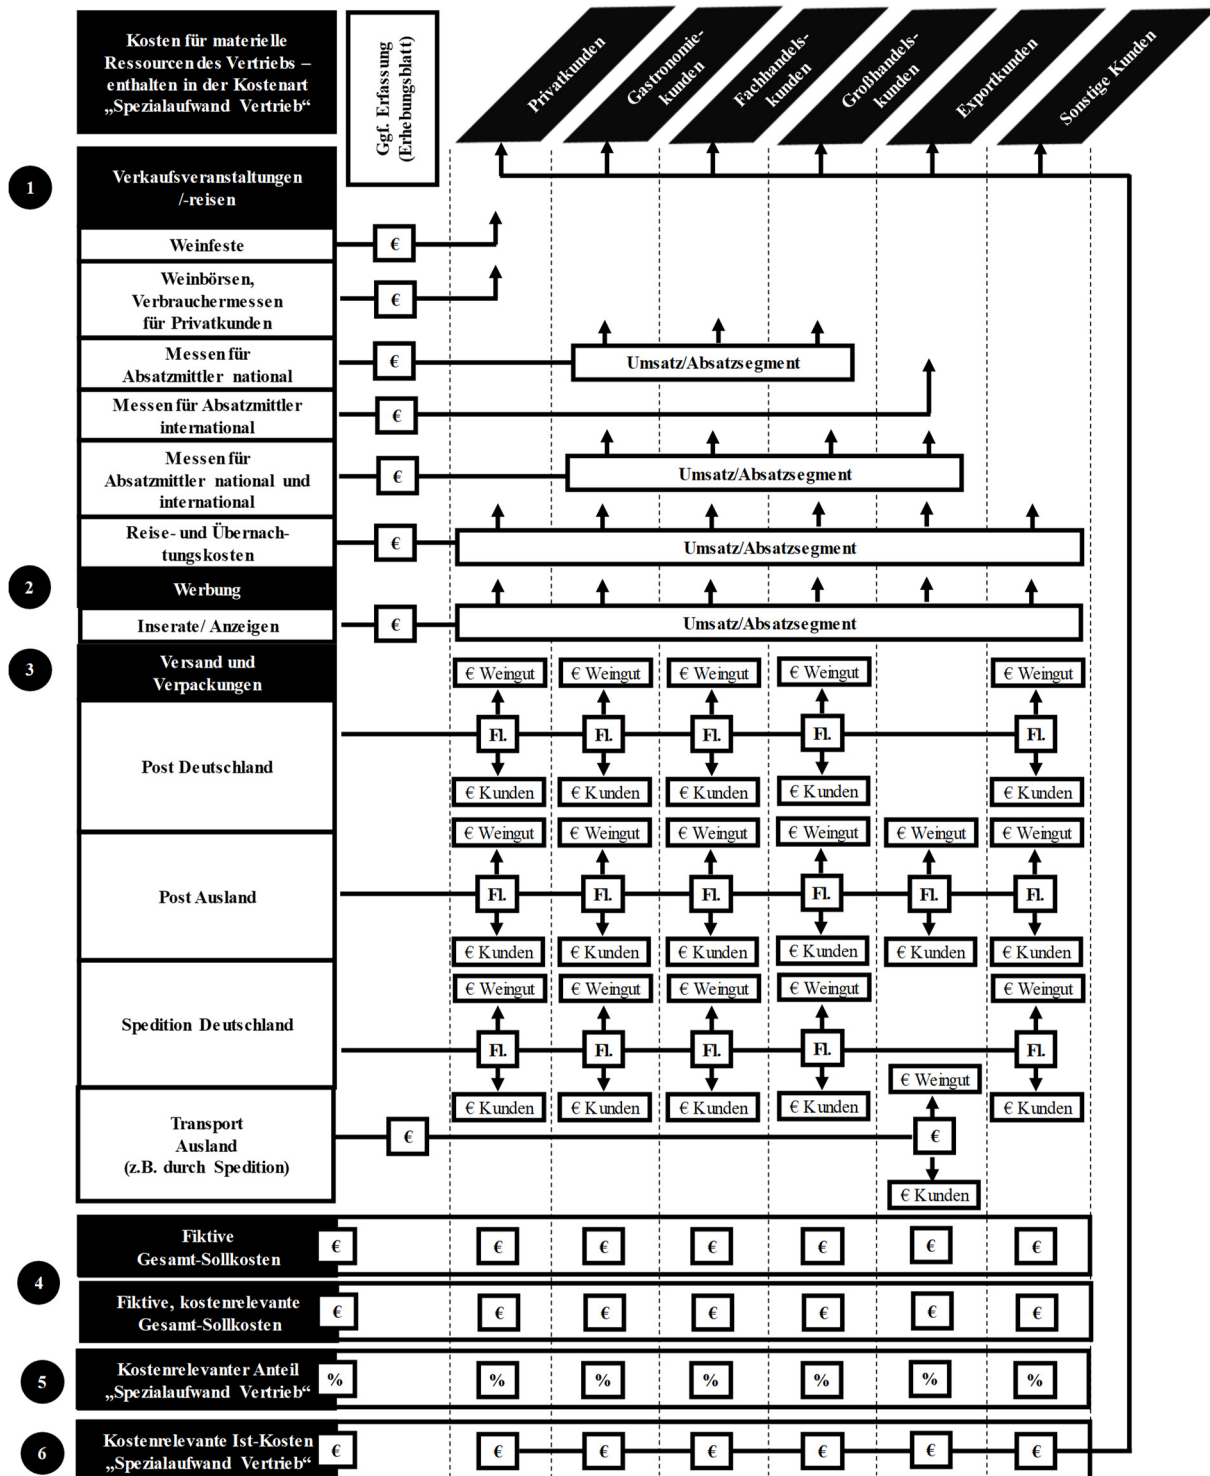 Kosten für materielle
Ressourcen des Vertriebs –
enthalten in der Kostenart
„Spezialaufwand Vertrieb“
Ggf. Erfassung
(Erhebungsblatt)
Privatkunden
Gastronomie-
kunden
Fachhandels-
kunden
Großhandels-
kunden
Exportkunden
Sonstige Kunden
1
Verkaufsveranstaltungen
/-reisen
Weinfeste
€
Weinbörsen,
Verbrauchermessen
für Privatkunden
€
Messen für
Absatzmittler national
€
Umsatz/Absatzsegment
Messen für Absatzmittler
international
€
Messen für
Absatzmittler national und
international
€
Umsatz/Absatzsegment
Reise- und Übernach-
tungskosten
€
Umsatz/Absatzsegment
2
Werbung
Inserate/ Anzeigen
€
Umsatz/Absatzsegment
3
Versand und
Verpackungen
€ Weingut € Weingut € Weingut € Weingut € Weingut
Post Deutschland
Fl. Fl. Fl. Fl. Fl.
€ Kunden € Kunden € Kunden € Kunden € Kunden
€ Weingut € Weingut € Weingut € Weingut € Weingut € Weingut
Post Ausland
Fl. Fl. Fl. Fl. Fl. Fl.
€ Kunden € Kunden € Kunden € Kunden € Kunden € Kunden
€ Weingut € Weingut € Weingut € Weingut € Weingut
Spedition Deutschland
Fl. Fl. Fl. Fl. Fl.
€ Kunden € Kunden € Kunden € Kunden € Kunden
Transport
Ausland
(z.B. durch Spedition)
€
€ Weingut
€
€ Kunden
4
Fiktive
Gesamt-Sollkosten
€ € € € € € €
Fiktive, kostenrelevante
Gesamt-Sollkosten
€ € € € € € €
5
Kostenrelevanter Anteil
„Spezialaufwand Vertrieb“
% % % % % % %
6
Kostenrelevante Ist-Kosten
„Spezialaufwand Vertrieb“
€ € € € € € €